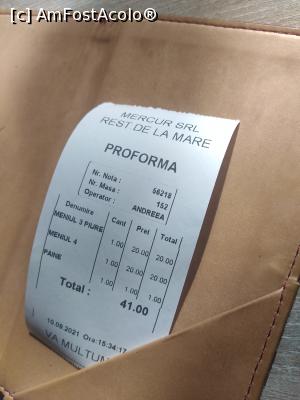 [c] AmFostAcolo®
MERCUR SRL
REST DE LA MARE
PROFORMA
Nr. Nota : 56218
Nr. Masa : 152
Operator : ANDREEA
Denumire Cant Pret Total
MENIUL 3 PIURE 1.00 20.00 20.00
MENIUL 4 1.00 20.00 20.00
PAINE 1.00 1.00 1.00
Total : 41.00
10.09.2021 Ora:15:34:17
VA MULTUM